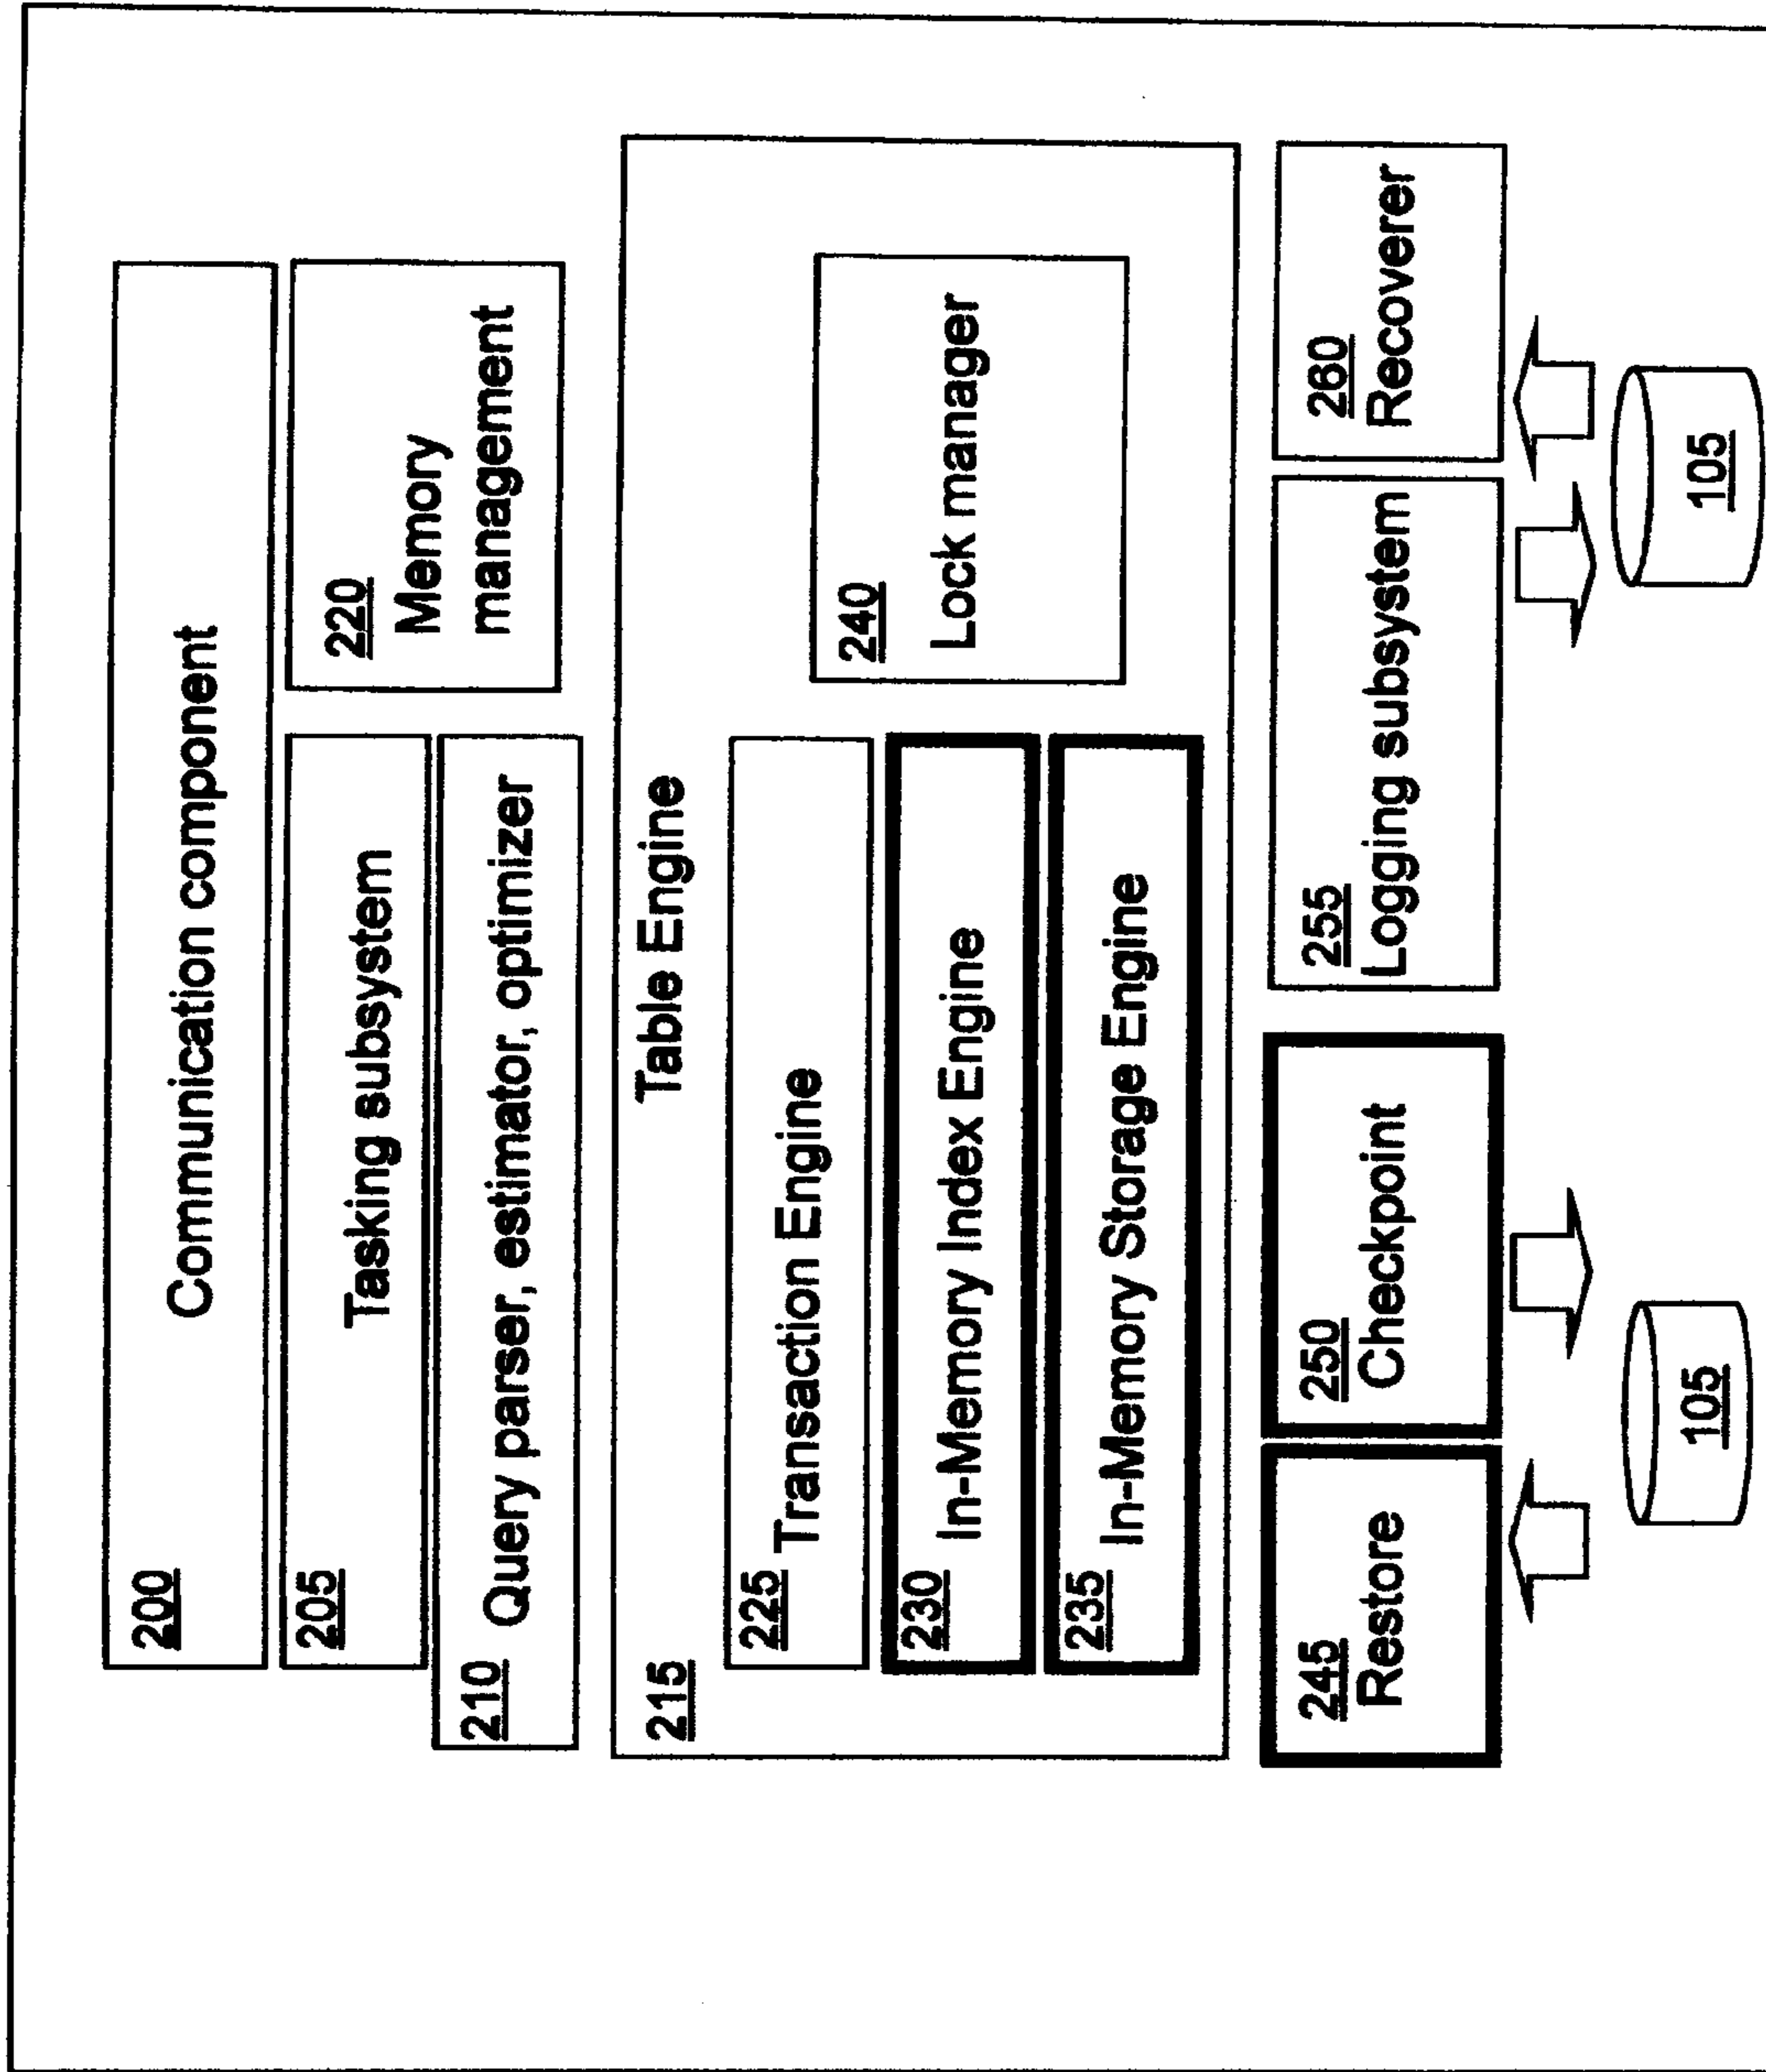 200
Communication component
205
Tasking subsystem
220
Memory
management
210 Query parser, estimator, optimizer
215
Table Engine
225
Transaction Engine
230
In-Memory Index Engine
235
In-Memory Storage Engine
240
Lock manager
245
Restore
250
Checkpoint
255
Logging subsystem
260
Recoverer
105
105